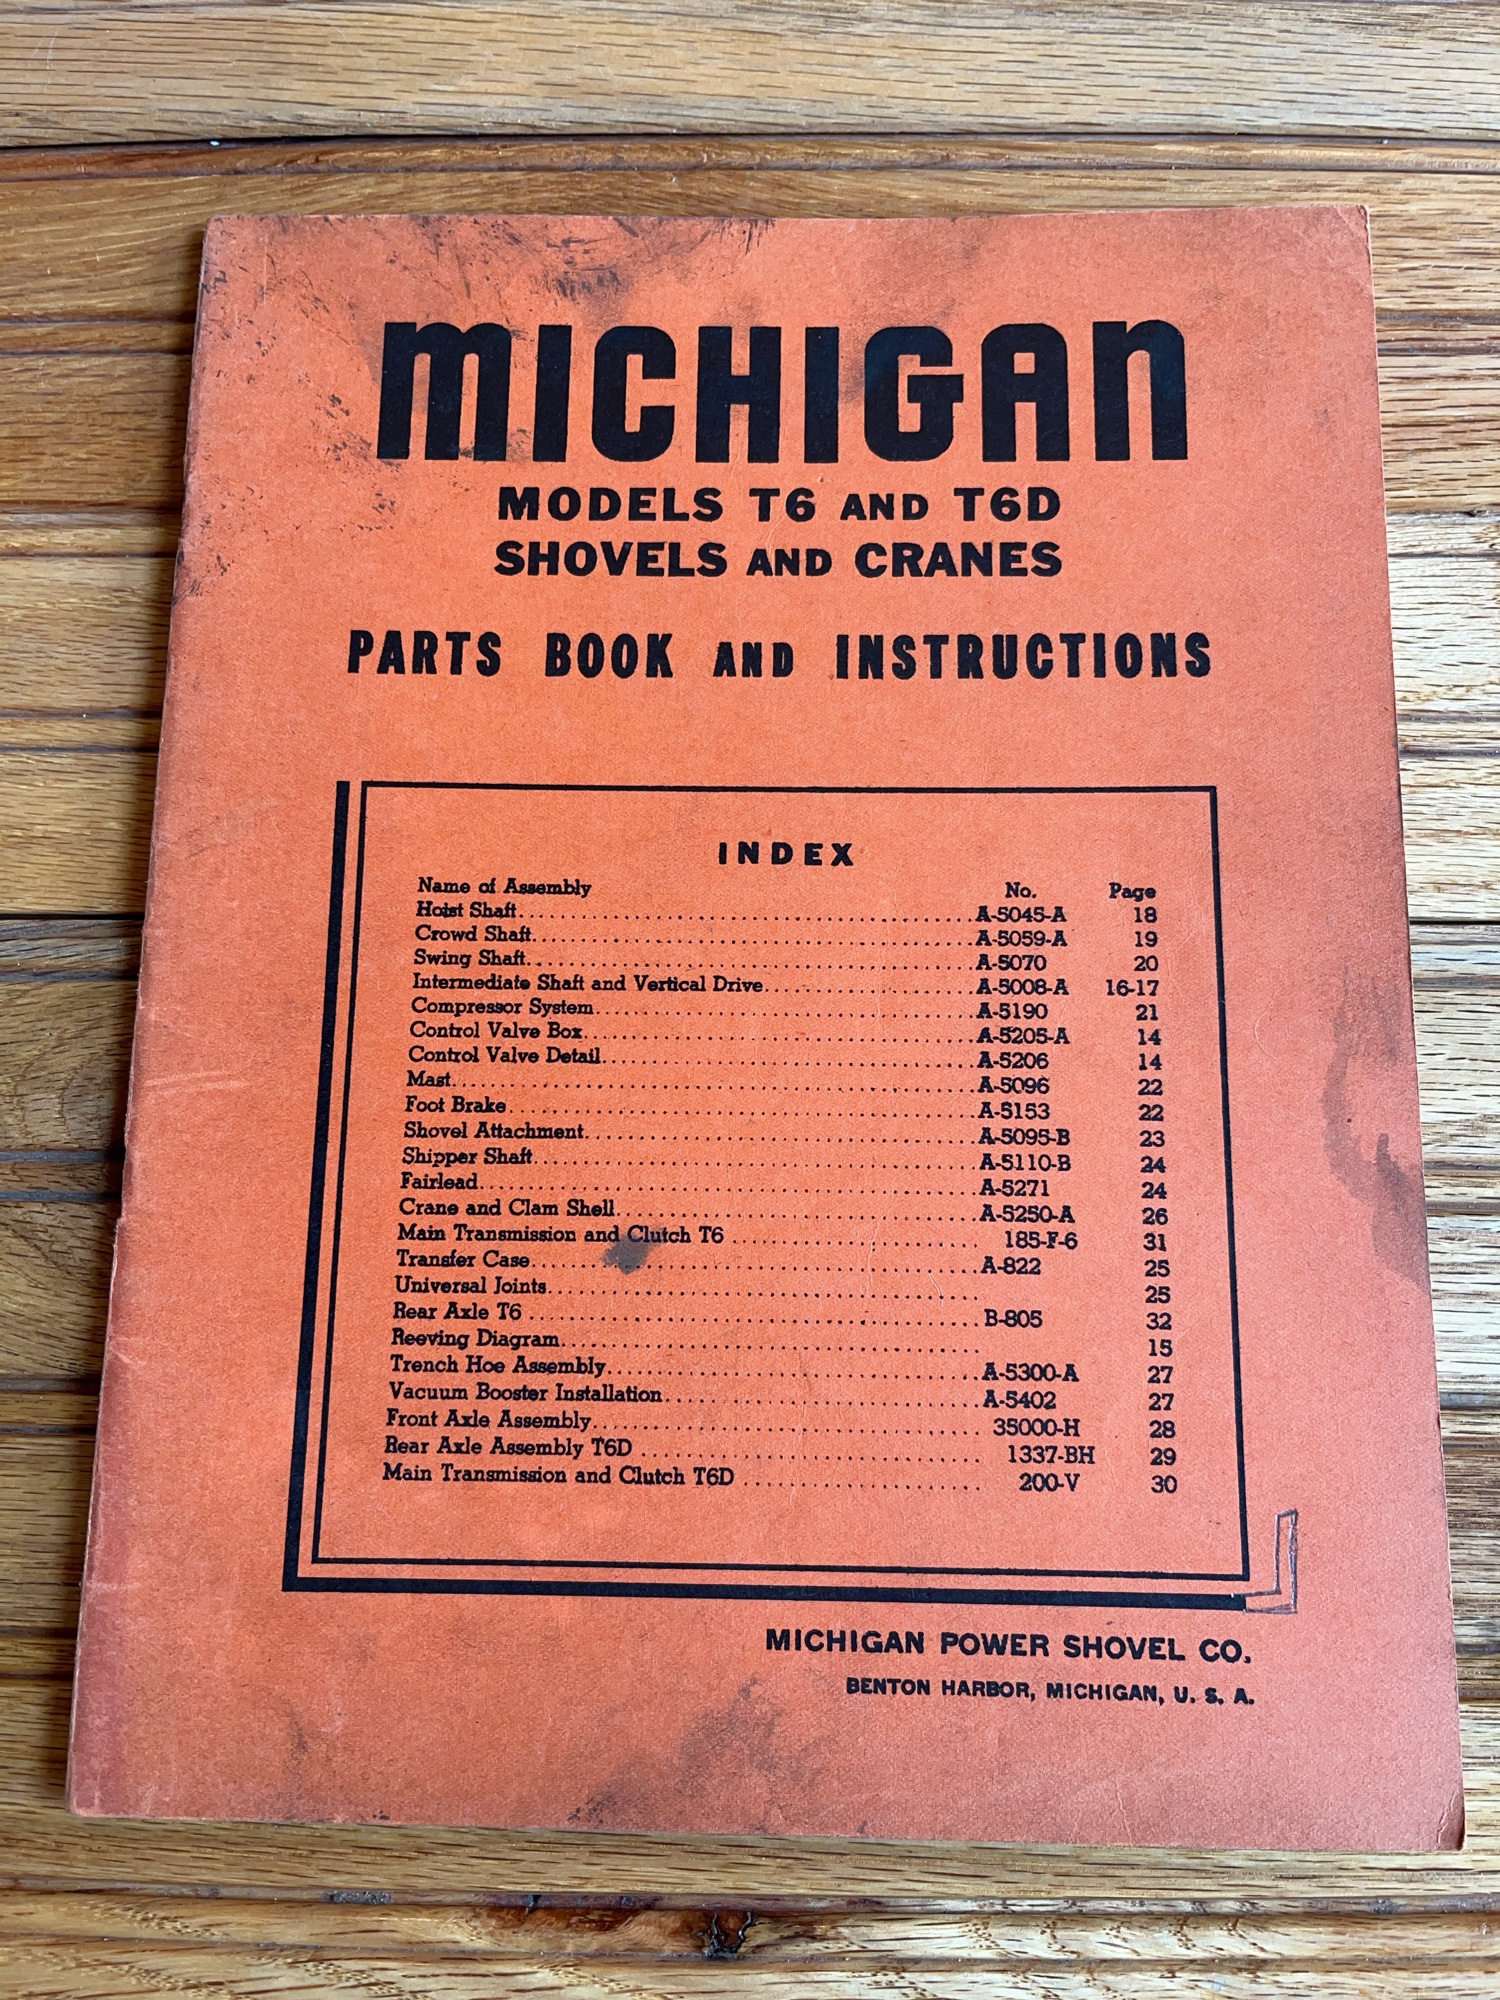 MICHIGAN
MODELS T6 AND T6D
SHOVELS AND CRANES
PARTS BOOK AND INSTRUCTIONS
INDEX
Name of Assembly No. Page
Hoist Shaft A-5045-A 18
Crowd Shaft A-5059-A 19
Swing Shaft A-5070 20
Intermediate Shaft and Vertical Drive A-5008-A 16-17
Compressor System A-5190 21
Control Valve Box A-5205-A 14
Control Valve Detail A-5206 14
Mast A-5096 22
Foot Brake A-5153 22
Shovel Attachment A-5095-B 23
Shipper Shaft A-5110-B 24
Fairlead A-5271 24
Crane and Clam Shell A-5250-A 26
Main Transmission and Clutch T6 185-F-6 31
Transfer Case A-822 25
Universal Joints 25
Rear Axle T6 B-805 32
Reeving Diagram 15
Trench Hoe Assembly A-5300-A 27
Vacuum Booster Installation A-5402 27
Front Axle Assembly 35000-H 28
Rear Axle Assembly T6D 1337-BH 29
Main Transmission and Clutch T6D 200-V 30
MICHIGAN POWER SHOVEL CO.
BENTON HARBOR, MICHIGAN, U. S. A.